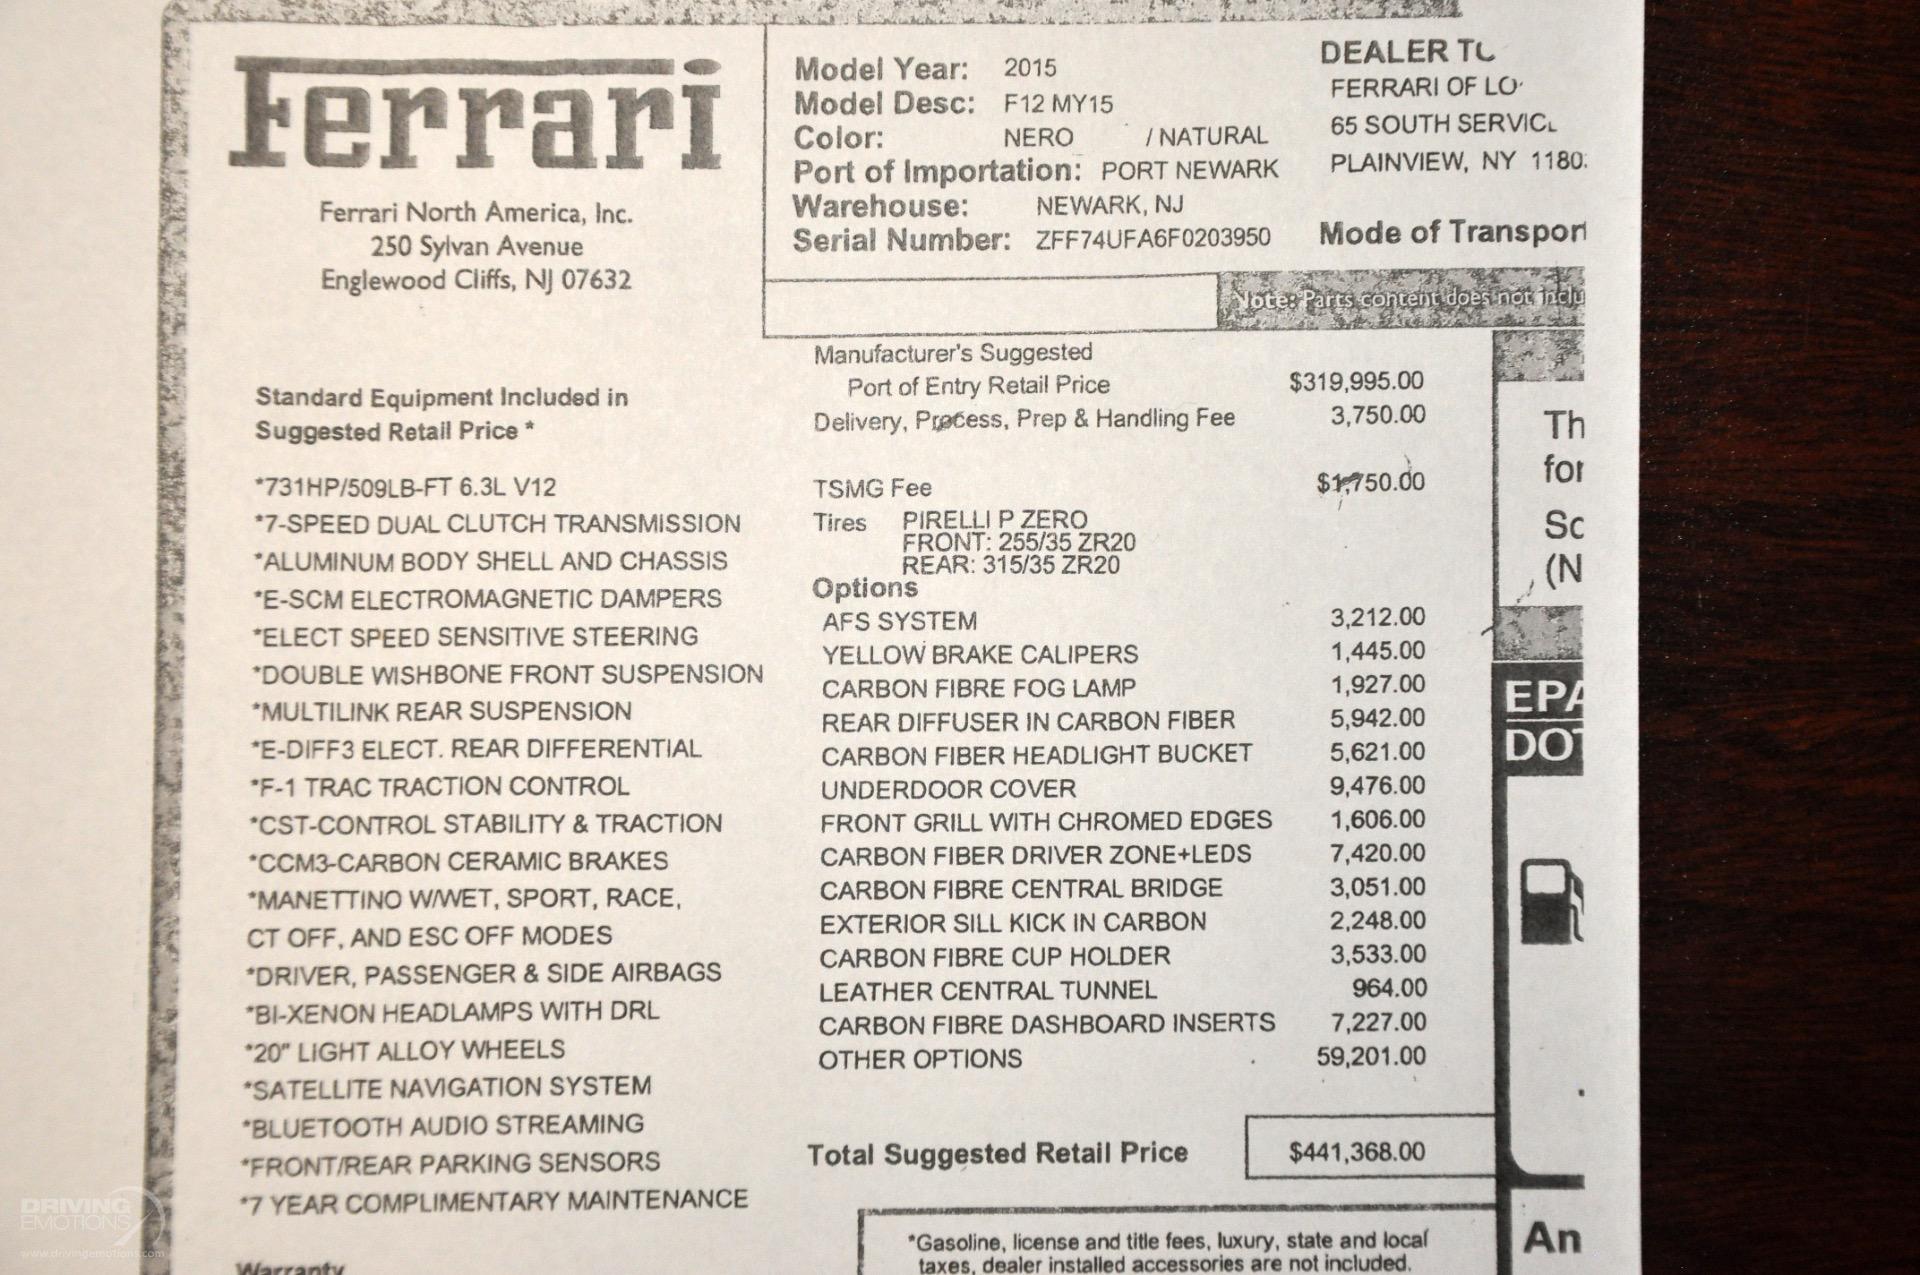 Ferrari
Ferrari North America, Inc.
250 Sylvan Avenue
Englewood Cliffs, NJ 07632
Model Year: 2015
Model Desc: F12 MY15
Color: NERO / NATURAL
Port of Importation: PORT NEWARK
Warehouse: NEWARK, NJ
Serial Number: ZFF74UFA6F0203950
DEALER
FERRARI OF
65 SOUTH
PLAINVIEW, NY
Mode of
Note: Parts content does not
Standard Equipment Included in
Suggested Retail Price *
*731HP/509LB-FT 6.3L V12
*7-SPEED DUAL CLUTCH TRANSMISSION
*ALUMINUM BODY SHELL AND CHASSIS
*E-SCM ELECTROMAGNETIC DAMPERS
*ELECT SPEED SENSITIVE STEERING
*DOUBLE WISHBONE FRONT SUSPENSION
*MULTILINK REAR SUSPENSION
*E-DIFF3 ELECT. REAR DIFFERENTIAL
*F-1 TRAC TRACTION CONTROL
*CST-CONTROL STABILITY & TRACTION
*CCM3-CARBON CERAMIC BRAKES
*MANETTINO W/WET, SPORT, RACE,
CT OFF, AND ESC OFF MODES
*DRIVER, PASSENGER & SIDE AIRBAGS
*BI-XENON HEADLAMPS WITH DRL
*20" LIGHT ALLOY WHEELS
*SATELLITE NAVIGATION SYSTEM
*BLUETOOTH AUDIO STREAMING
*FRONT/REAR PARKING SENSORS
*7 YEAR COMPLIMENTARY MAINTENANCE
Warranty
Manufacturer's Suggested
Port of Entry Retail Price $319,995.00
Delivery, Process, Prep & Handling Fee 3,750.00
TSMG Fee $1,750.00
Tires PIRELLI P ZERO
FRONT: 255/35 ZR20
REAR: 315/35 ZR20
Options
AFS SYSTEM 3,212.00
YELLOW BRAKE CALIPERS 1,445.00
CARBON FIBRE FOG LAMP 1,927.00
REAR DIFFUSER IN CARBON FIBER 5,942.00
CARBON FIBER HEADLIGHT BUCKET 5,621.00
UNDERDOOR COVER 9,476.00
FRONT GRILL WITH CHROMED EDGES 1,606.00
CARBON FIBER DRIVER ZONE+LEDS 7,420.00
CARBON FIBRE CENTRAL BRIDGE 3,051.00
EXTERIOR SILL KICK IN CARBON 2,248.00
CARBON FIBRE CUP HOLDER 3,533.00
LEATHER CENTRAL TUNNEL 964.00
CARBON FIBRE DASHBOARD INSERTS 7,227.00
OTHER OPTIONS 59,201.00
Total Suggested Retail Price $441,368.00
*Gasoline, license and title fees, luxury, state and local
taxes, dealer installed accessories are not included.
Th
for
Sc
(N
EPA
DOT
An
DRIVING
EMOTIONS
www.drivingemotions.com